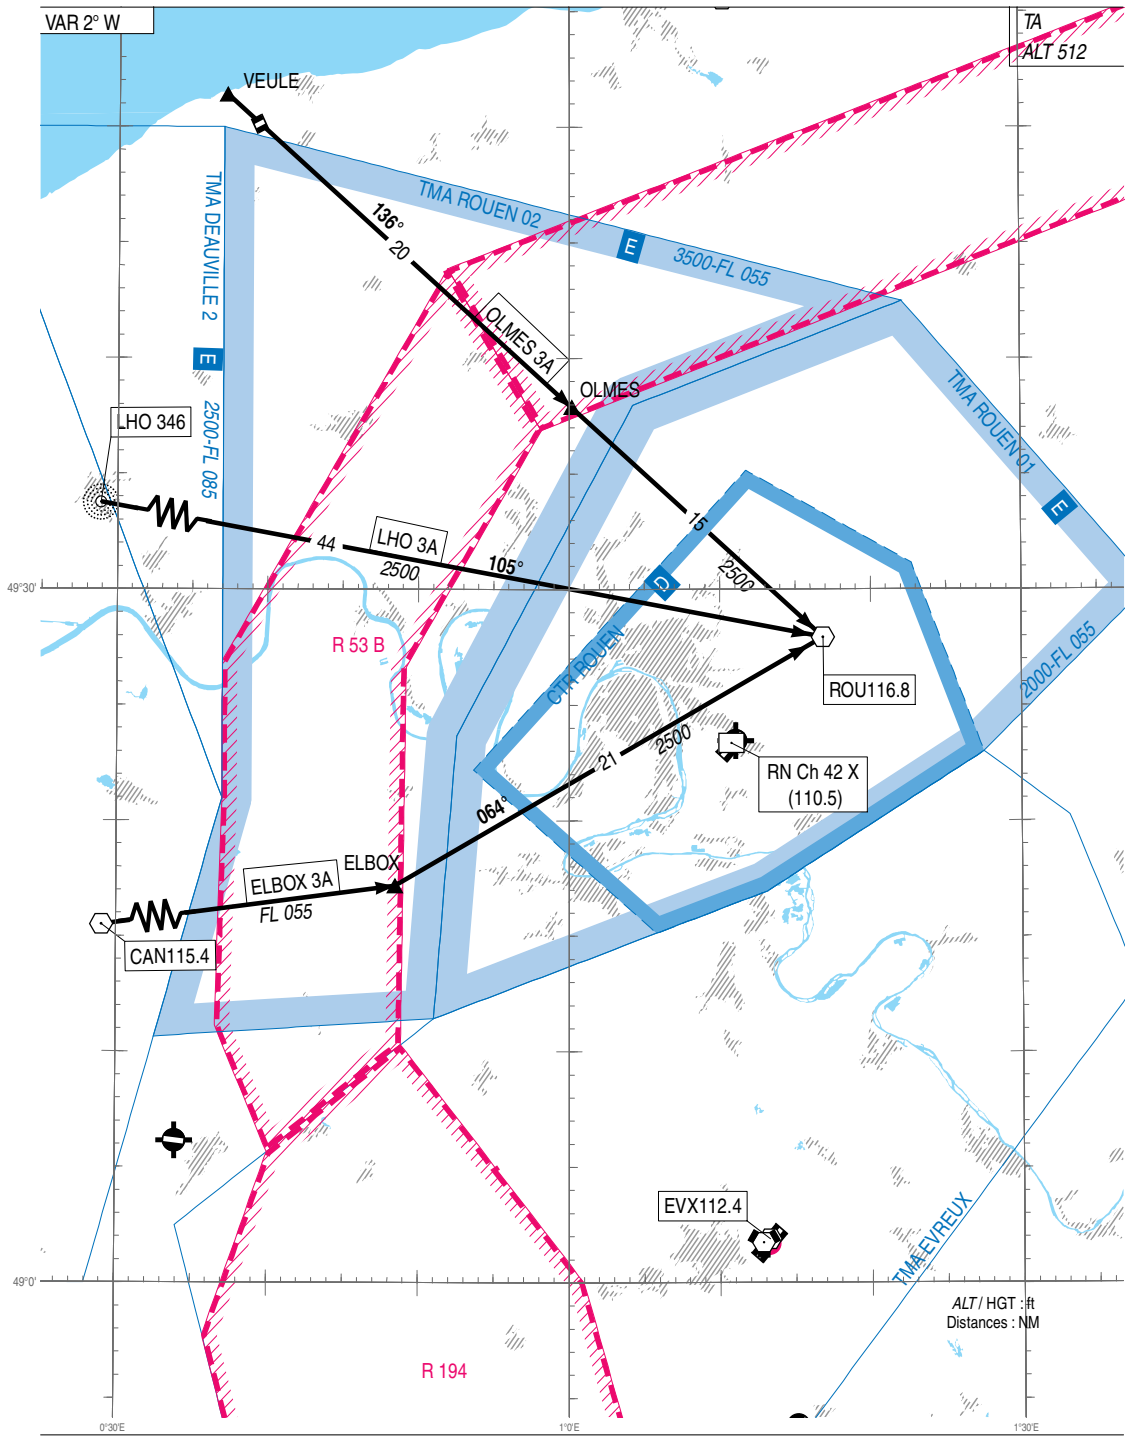 VAR 2° W
TA
ALT 512
VEULE
TMA ROUEN 02
E
3500-FL 055
136°
20
TMA DEAUVILLE 2
E
2500-FL 085
OLMES 3A
OLMES
TMA ROUEN 01
E
2000-FL 055
LHO 346
44
LHO 3A
2500
105°
15
2500
49°30'
C
CTR ROUEN
R 53 B
ROU116.8
2500
21
RN Ch 42 X
(110.5)
064°
ELBOX
ELBOX 3A
FL 055
CAN115.4
EVX112.4
TMA EVREUX
49°0'
ALT / HGT : ft
Distances : NM
R 194
0°30'E
1°0'E
1°30'E